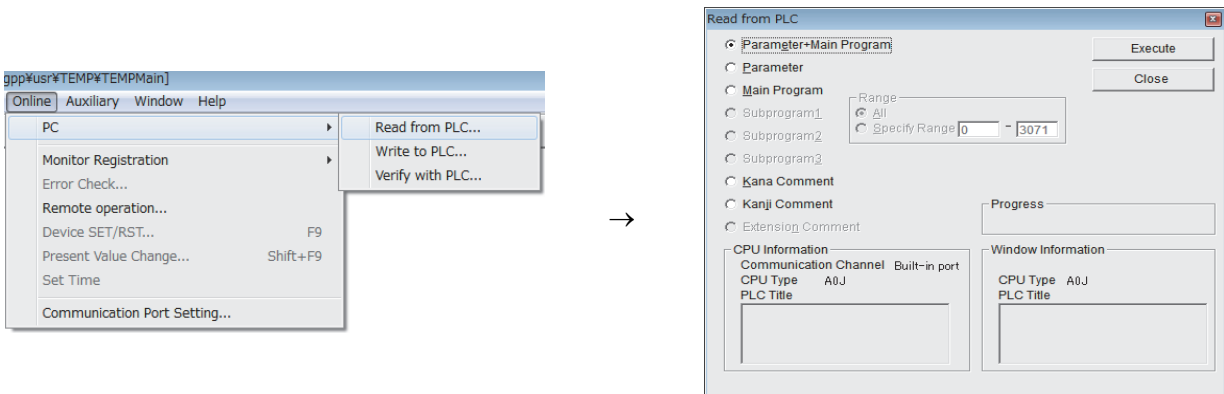 gpp¥usr¥TEMP¥TEMPMain]
Online Auxiliary Window Help
PC
Monitor Registration
Error Check...
Remote operation...
Device SET/RST... F9
Present Value Change... Shift+F9
Set Time
Communication Port Setting...
Read from PLC...
Write to PLC...
Verify with PLC...
→
Read from PLC
Parameter+Main Program
Parameter
Main Program
Subprogram1
Subprogram2
Subprogram3
Kana Comment
Kanji Comment
Extension Comment
Range
All
Specify Range 0 - 3071
Execute
Close
Progress
CPU Information
Communication Channel Built-in port
CPU Type A0J
PLC Title
Window Information
CPU Type A0J
PLC Title